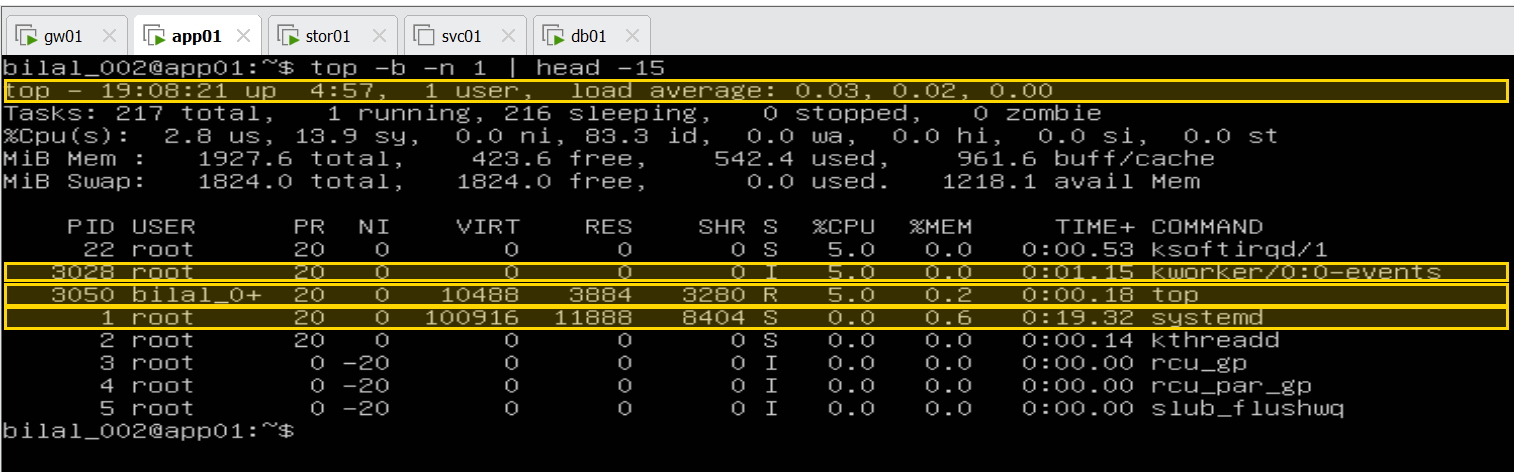 gw01 app01 stor01 svc01 db01
bilal_002@app01:~$ top -b -n 1 | head -15
top - 19:08:21 up  4:57,  1 user,  load average: 0.03, 0.02, 0.00
Tasks: 217 total,   1 running, 216 sleeping,   0 stopped,   0 zombie
%Cpu(s):  2.8 us, 13.9 sy,  0.0 ni, 83.3 id,  0.0 wa,  0.0 hi,  0.0 si,  0.0 st
MiB Mem :   1927.6 total,    423.6 free,    542.4 used,    961.6 buff/cache
MiB Swap:   1824.0 total,   1824.0 free,      0.0 used.   1218.1 avail Mem
    PID USER      PR  NI    VIRT    RES    SHR S  %CPU  %MEM     TIME+ COMMAND
     22 root      20   0       0      0      0 S   5.0   0.0   0:00.53 ksoftirqd/1
   3028 root      20   0       0      0      0 I   5.0   0.0   0:01.15 kworker/0:0-events
   3050 bilal_0+  20   0   10488   3884   3280 R   5.0   0.2   0:00.18 top
      1 root      20   0  100916  11888   8404 S   0.0   0.6   0:19.32 systemd
      2 root      20   0       0      0      0 S   0.0   0.0   0:00.14 kthreadd
      3 root       0 -20       0      0      0 I   0.0   0.0   0:00.00 rcu_gp
      4 root       0 -20       0      0      0 I   0.0   0.0   0:00.00 rcu_par_gp
      5 root       0 -20       0      0      0 I   0.0   0.0   0:00.00 slub_flushwq
bilal_002@app01:~$